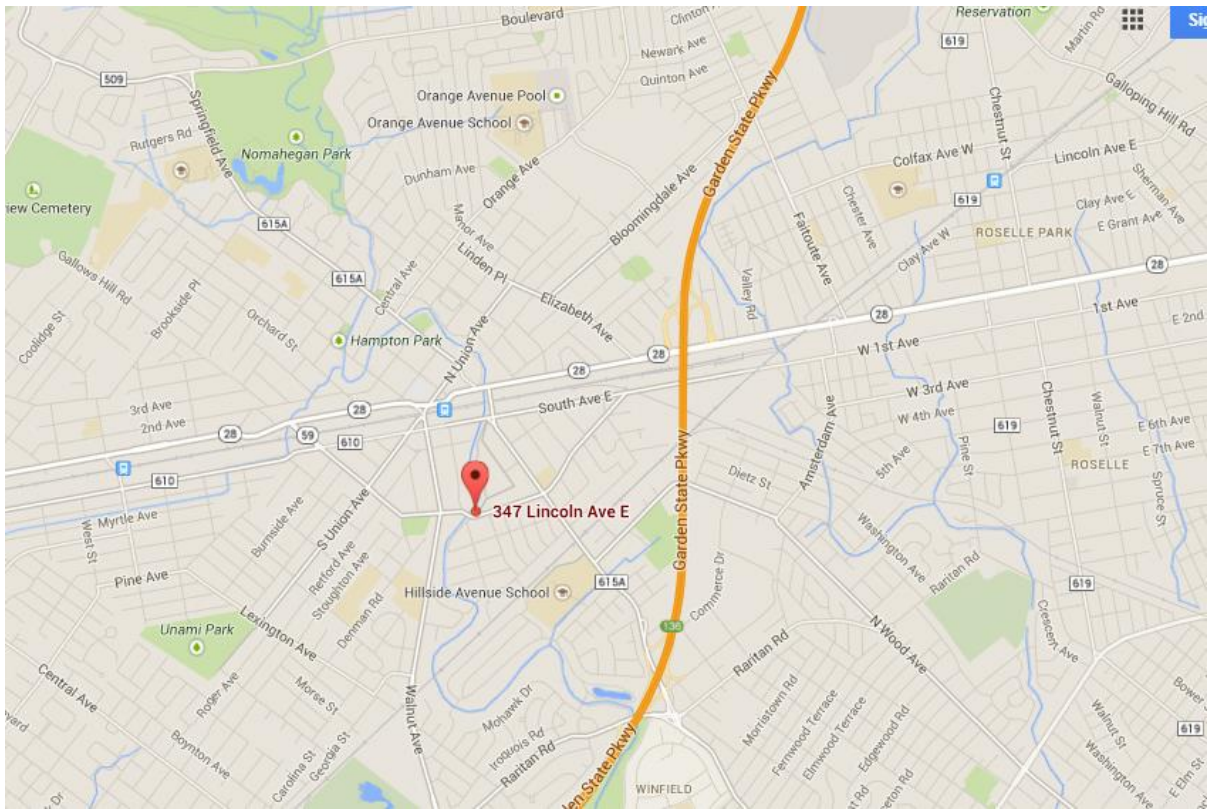 Boulevard
Clinton
Reservation
Sig
Martin Rd
619
509
Newark Ave
Quinton Ave
Springfield Ave
Orange Avenue Pool
Orange Avenue School
Chestnut St
Galloping Hill Rd
Garden State Pkwy
Rutgers Rd
Nomahegan Park
Dunham Ave
Orange Ave
Bloomingdale Ave
Colfax Ave W
Lincoln Ave E
Sherman Ave
619
Clay Ave E
E Grant Ave
ROSELLE PARK
Chester Ave
Faitoute Ave
Clay Ave W
view Cemetery
615A
Manor Ave
Linden Pl
Gallows Hill Rd
Brookside Pl
615A
Central Ave
Elizabeth Ave
Valley Rd
28
28
1st Ave
E 2nd
Coolidge St
Orchard St
Hampton Park
N Union Ave
28
W 1st Ave
28
W 3rd Ave
3rd Ave
2nd Ave
28
South Ave E
Garden State Pkwy
Amsterdam Ave
W 4th Ave
Chestnut St
Walnut St
28
59
610
619
E 6th Ave
E 7th Ave
5th Ave
Pine St
ROSELLE
610
Dietz St
Spruce St
Myrtle Ave
West St
Burnside Ave
S Union Ave
347 Lincoln Ave E
Washington Ave
Retford Ave
Stoughton Ave
Pine Ave
Denman Rd
Hillside Avenue School
615A
Commerce Dr
Raritan Rd
619
Unami Park
Lexington Ave
136
N Wood Ave
Crescent Ave
Central Ave
Roger Ave
Morse St
Walnut Ave
Raritan Rd
Mohawk Dr
Iroquois Rd
Raritan Rd
Morristown Rd
Fernwood Terrace
Elmwood Terrace
Edgewood Rd
Walnut St
Bower
619
Boynton Ave
Carolina St
Georgia St
Garden State Pkwy
WINFIELD
Washington Ave
E Elm St